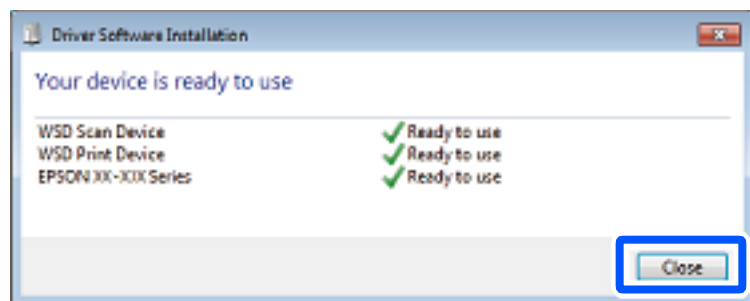 Driver Software Installation
Your device is ready to use
WSD Scan Device Ready to use
WSD Print Device Ready to use
EPSON XX-XXX Series Ready to use
Close